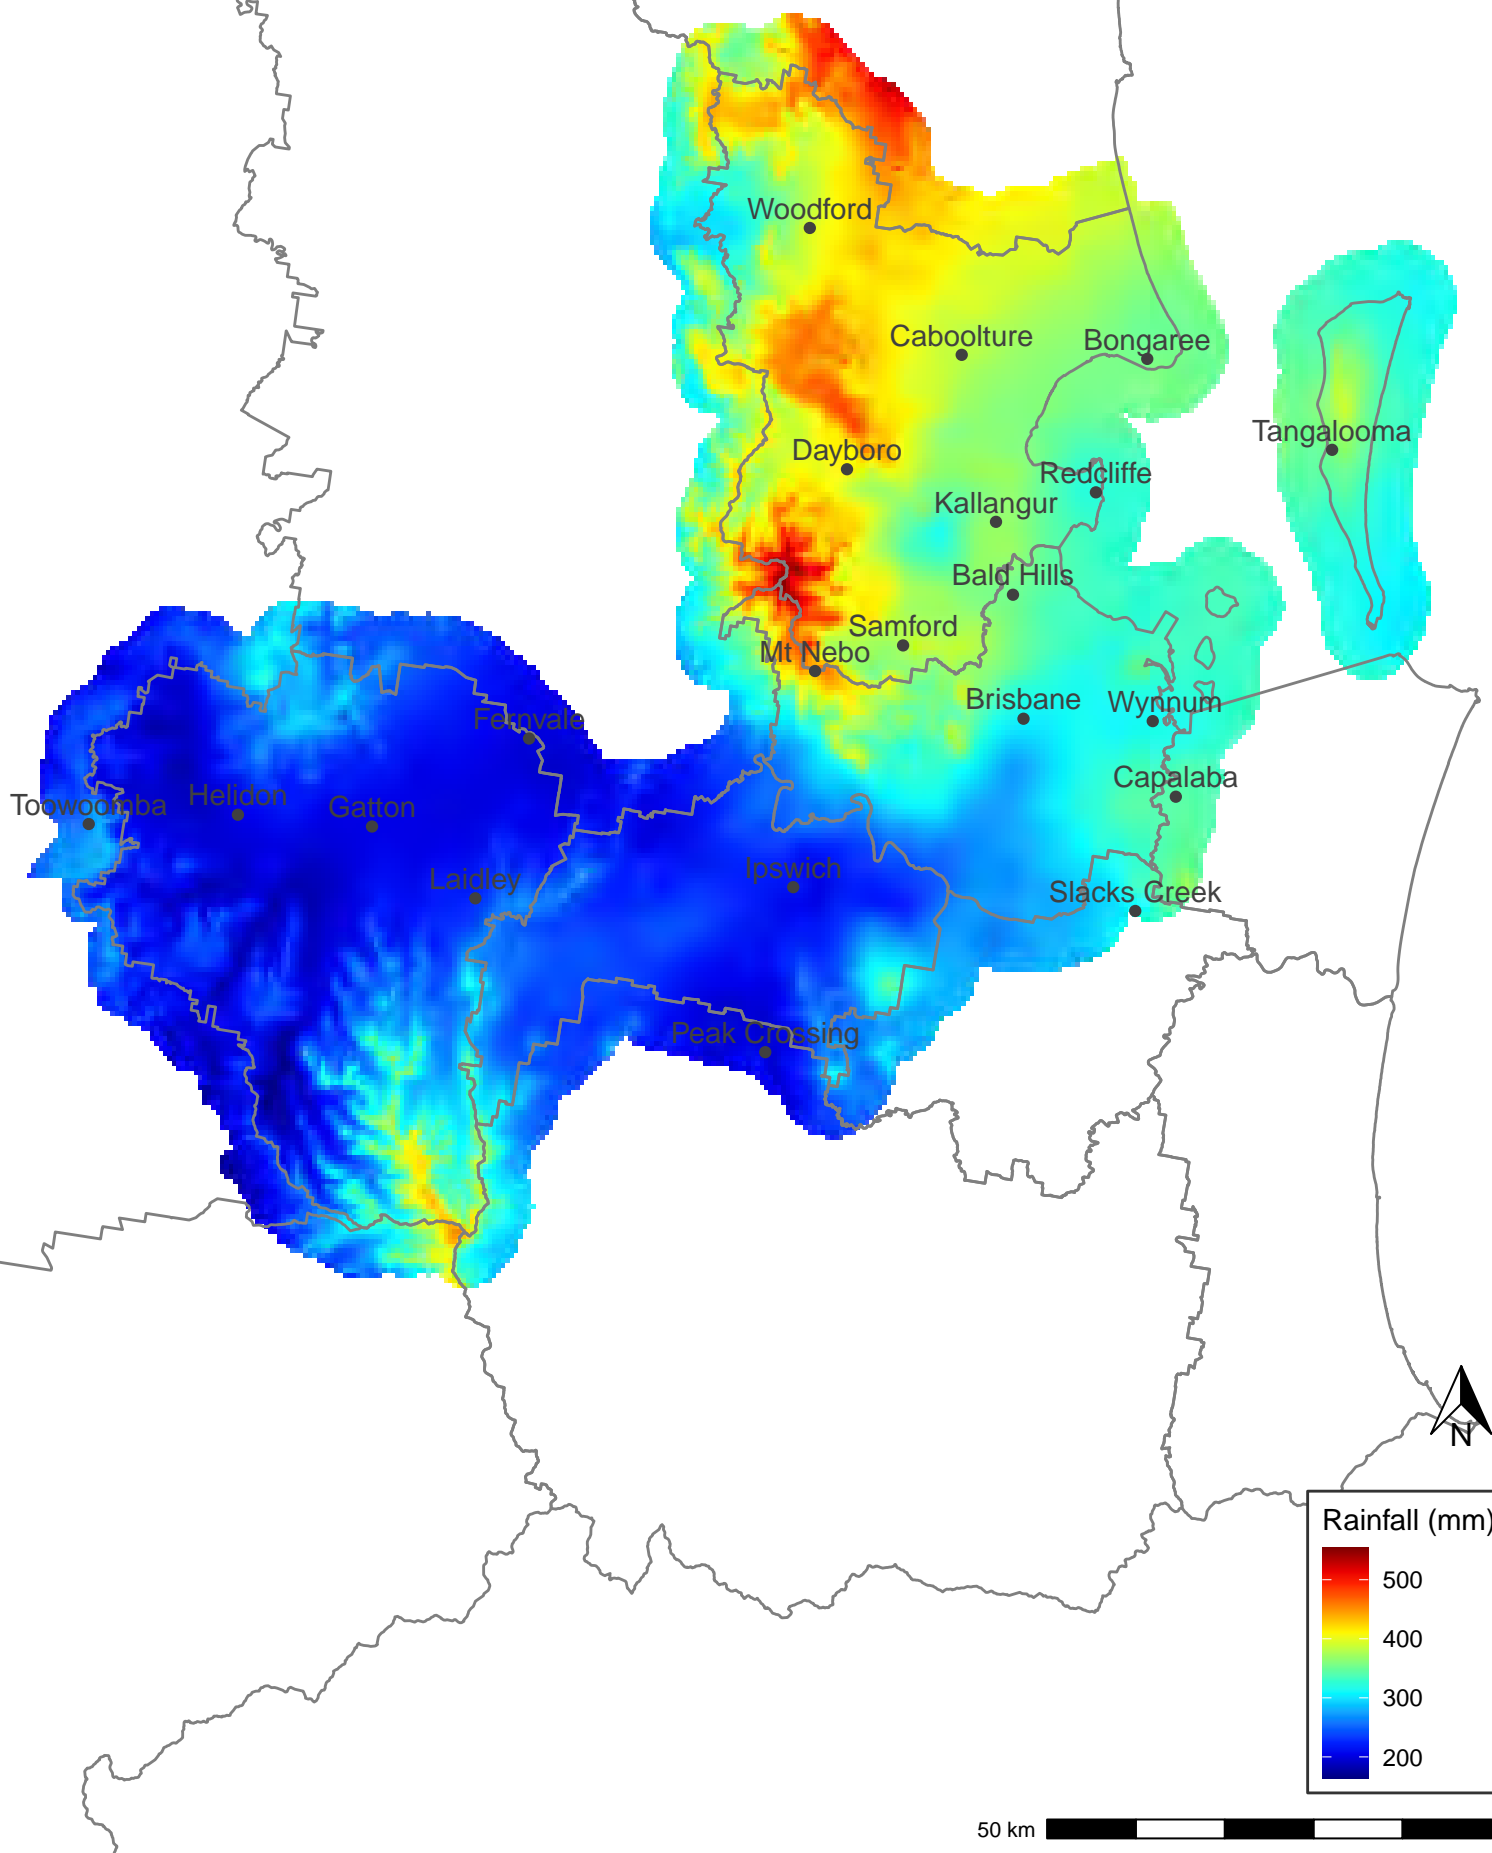 Woodford
Caboolture
Bongaree
Tangalooma
Dayboro
Redcliffe
Kallangur
Bald Hills
Samford
Mt Nebo
Brisbane
Wynnum
Fernvale
Capalaba
Toowoomba
Helidon
Gatton
Ipswich
Laidley
Slacks Creek
Peak Crossing
N
Rainfall (mm)
500
400
300
200
50 km